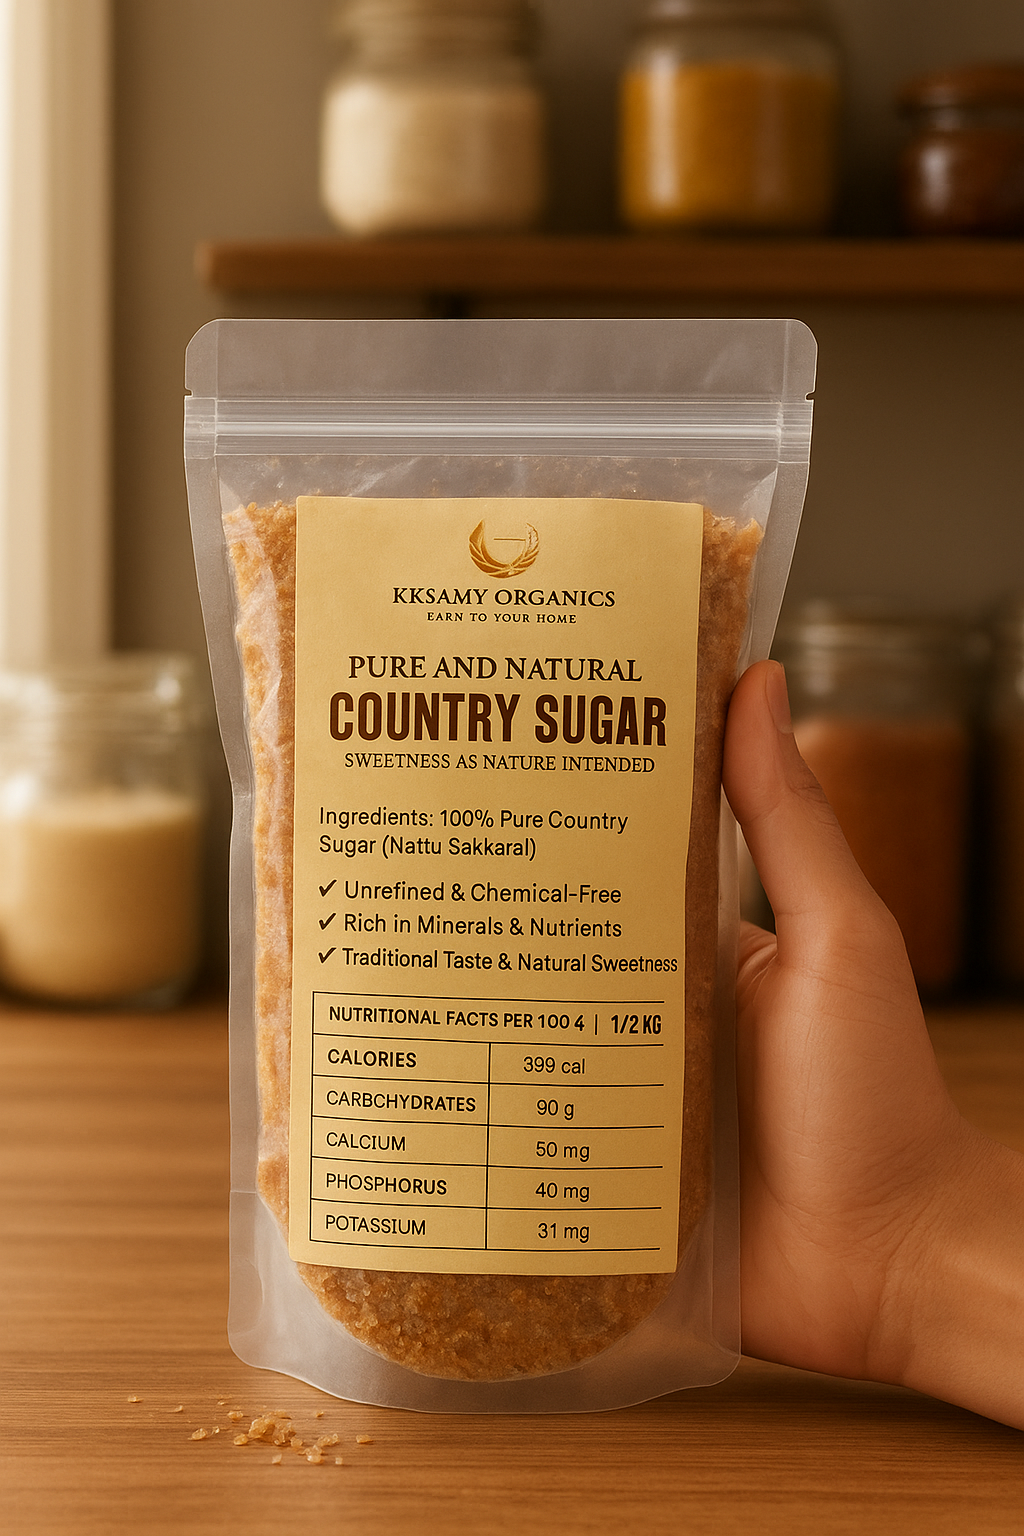 KKSAMY ORGANICS
EARN TO YOUR HOME
PURE AND NATURAL
COUNTRY SUGAR
SWEETNESS AS NATURE INTENDED
Ingredients: 100% Pure Country
Sugar (Nattu Sakkaral)
✓ Unrefined & Chemical-Free
✓ Rich in Minerals & Nutrients
✓ Traditional Taste & Natural Sweetness
NUTRITIONAL FACTS PER 100 4 | 1/2 KG
CALORIES 399 cal
CARBCHYDRATES 90 g
CALCIUM 50 mg
PHOSPHORUS 40 mg
POTASSIUM 31 mg